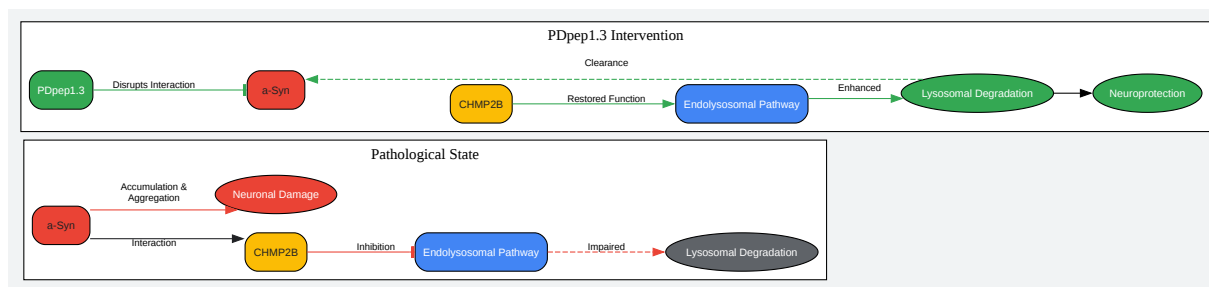 PDpep1.3 Intervention
Clearance
PDpep1.3
Disrupts Interaction
a-Syn
CHMP2B
Restored Function
Endolysosomal Pathway
Enhanced
Lysosomal Degradation
Neuroprotection
Pathological State
a-Syn
Accumulation &
Aggregation
Neuronal Damage
Interaction
CHMP2B
Inhibition
Endolysosomal Pathway
Impaired
Lysosomal Degradation